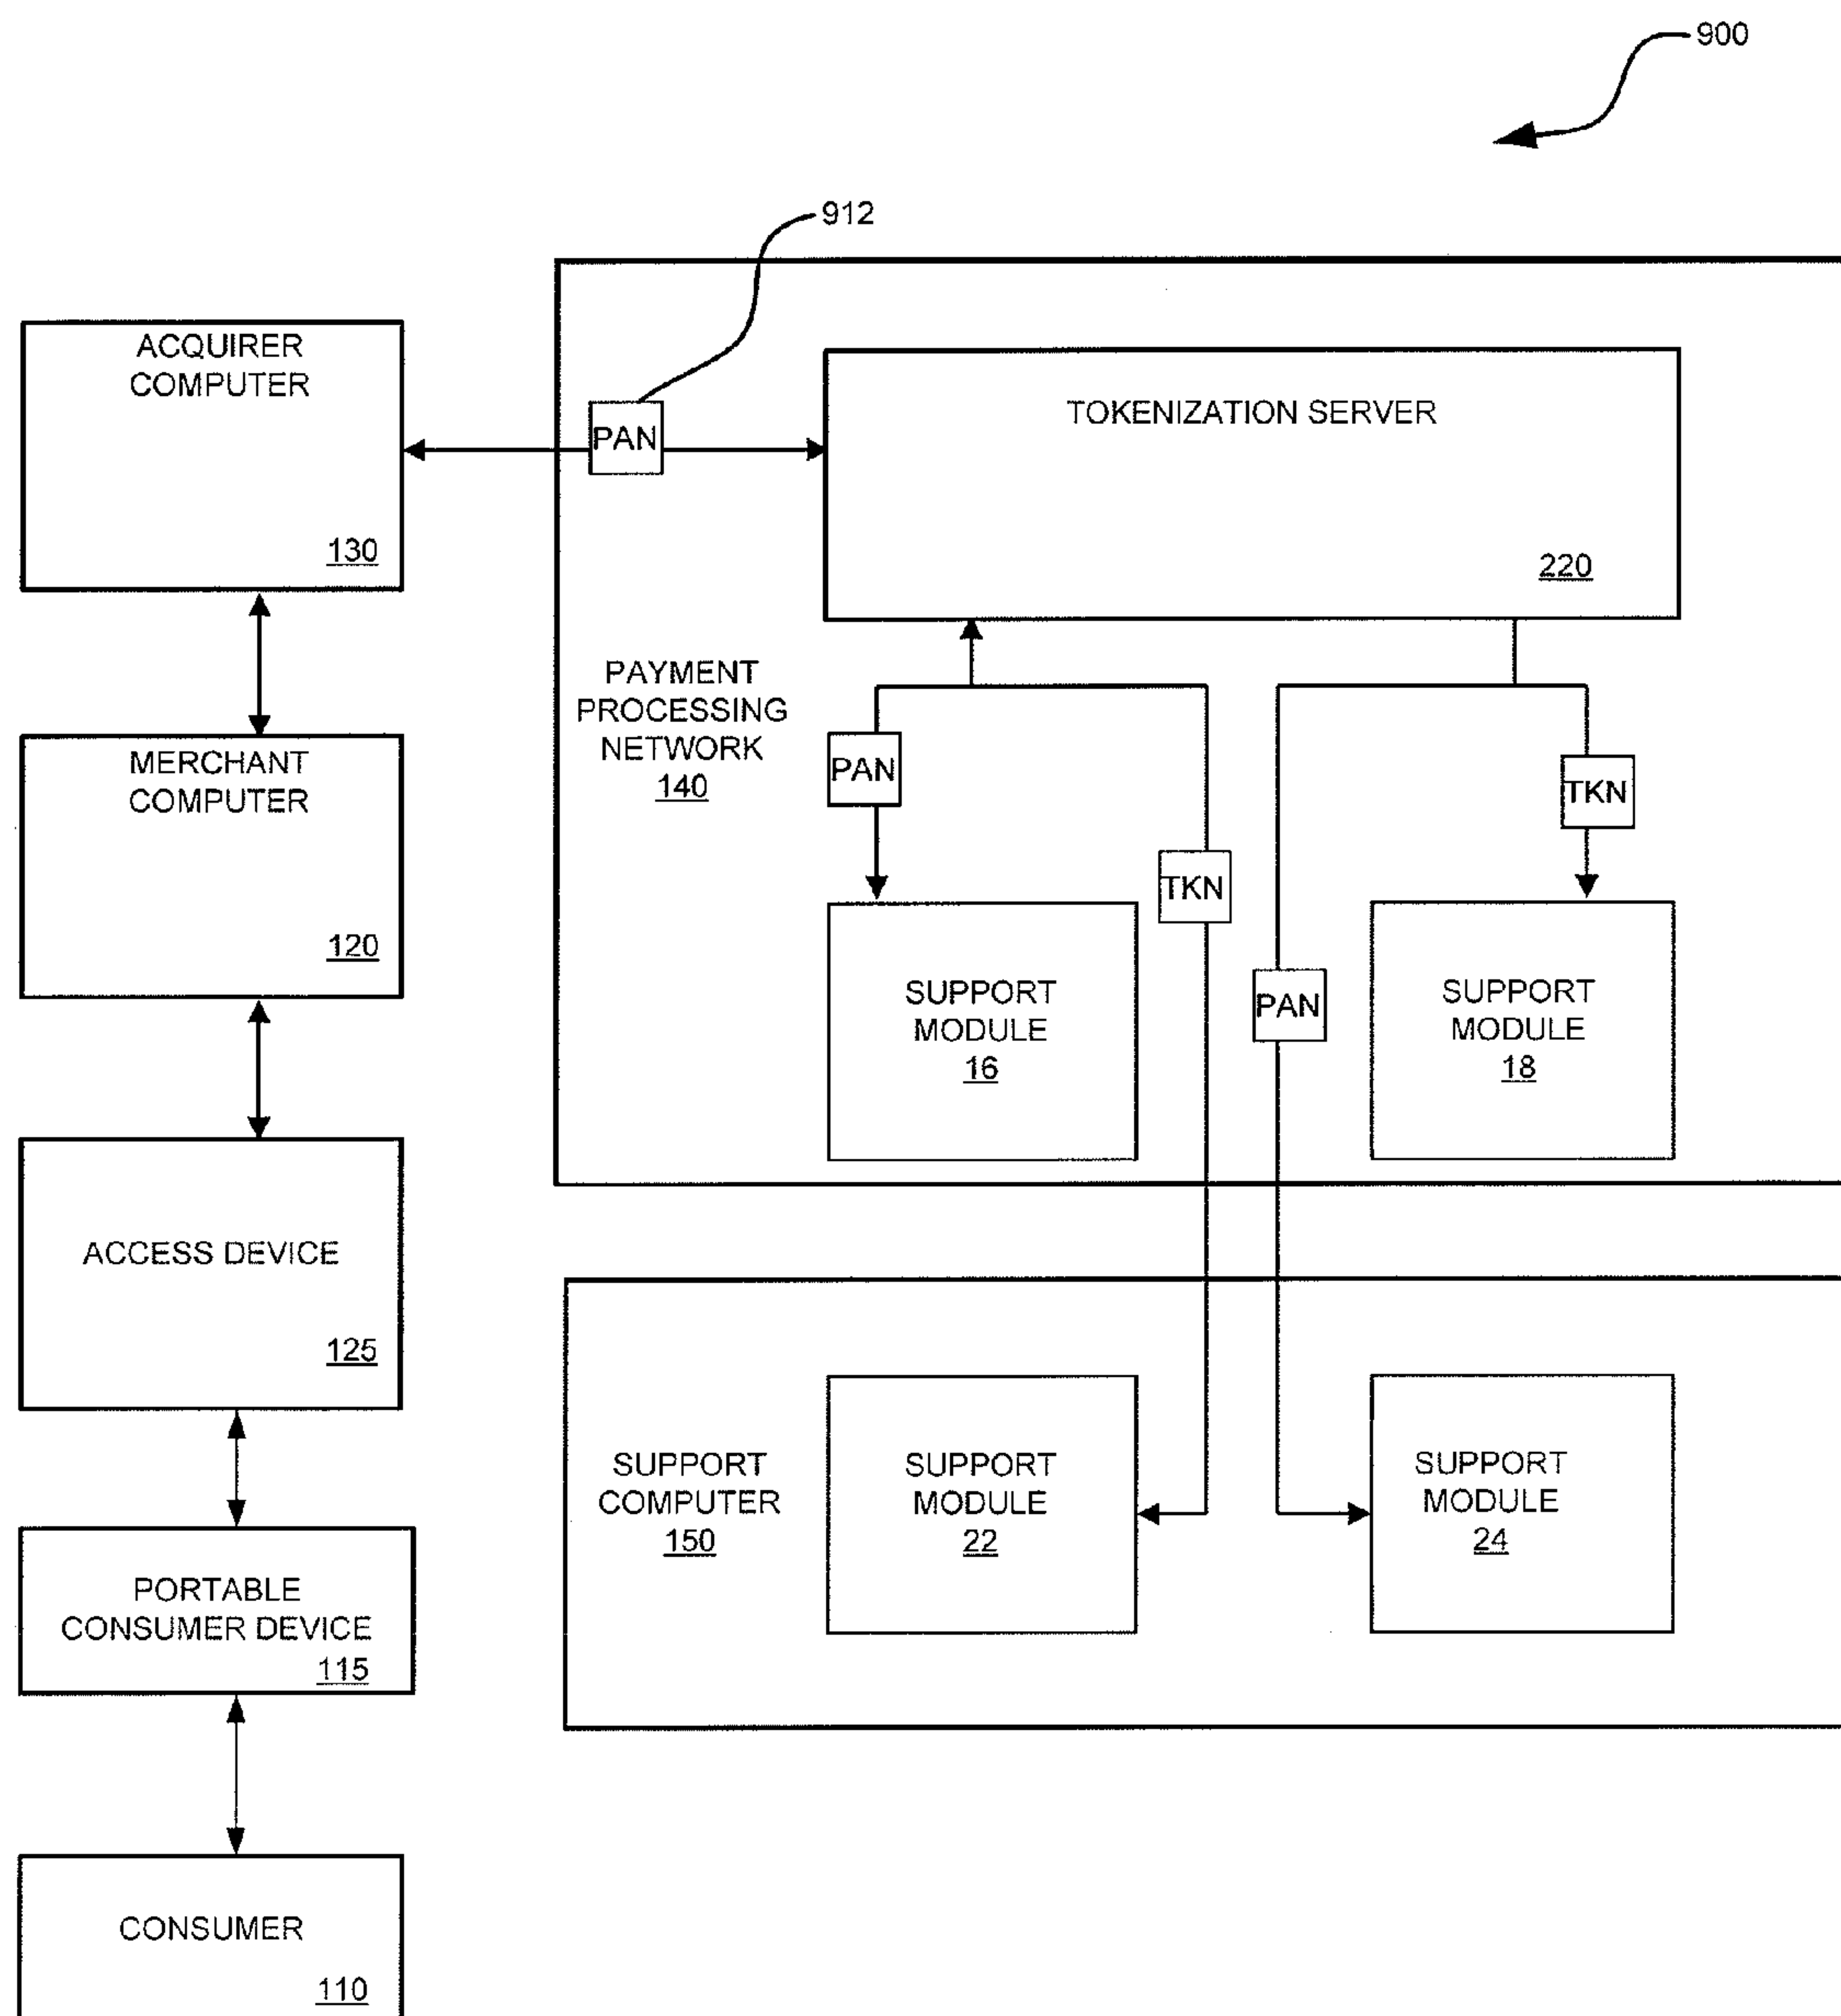 900
912
ACQUIRER
COMPUTER
130
PAN
TOKENIZATION SERVER
220
PAYMENT
PROCESSING
NETWORK
140
PAN
TKN
PAN
TKN
SUPPORT
MODULE
16
SUPPORT
MODULE
18
MERCHANT
COMPUTER
120
ACCESS DEVICE
125
SUPPORT
COMPUTER
150
SUPPORT
MODULE
22
SUPPORT
MODULE
24
PORTABLE
CONSUMER DEVICE
115
CONSUMER
110